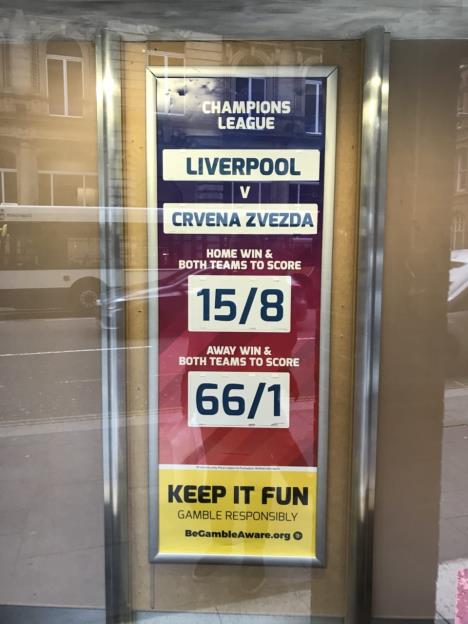 CHAMPIONS
LEAGUE
LIVERPOOL
V
CRVENA ZVEZDA
HOME WIN &
BOTH TEAMS TO SCORE
15/8
AWAY WIN &
BOTH TEAMS TO SCORE
66/1
KEEP IT FUN
GAMBLE RESPONSIBLY
BeGambleAware.org